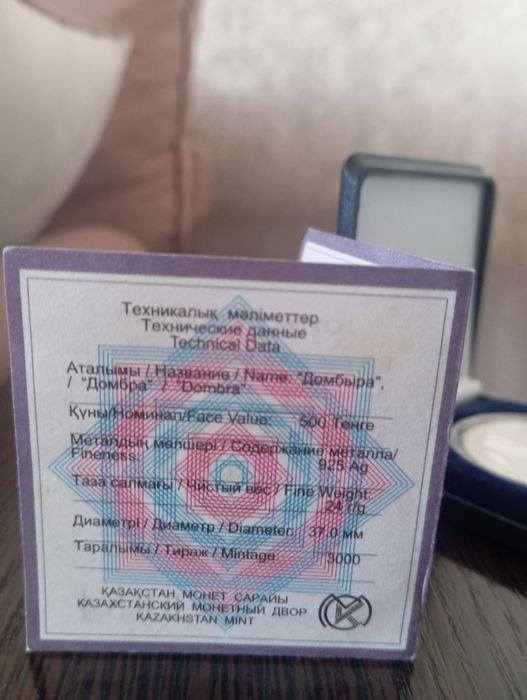 Техникалық мәліметтер
Технические данные
Technical Data
Аталымы / Название / Name: "Домбыра",
/ "Домбра" / "Dombra"
Құны/Номинал/Face Value: 500 Тенге
Металдың мөлшері / Содержание металла/
Fineness: 925 Ag
Таза салмағы / Чистый вес / Fine Weight:
24 г/g
Диаметрі / Диаметр / Diameter: 37.0 мм
Таралымы / Тираж / Mintage: 3000
ҚАЗАҚСТАН МОНЕТ САРАЙЫ
КАЗАХСТАНСКИЙ МОНЕТНЫЙ ДВОР
KAZAKHSTAN MINT